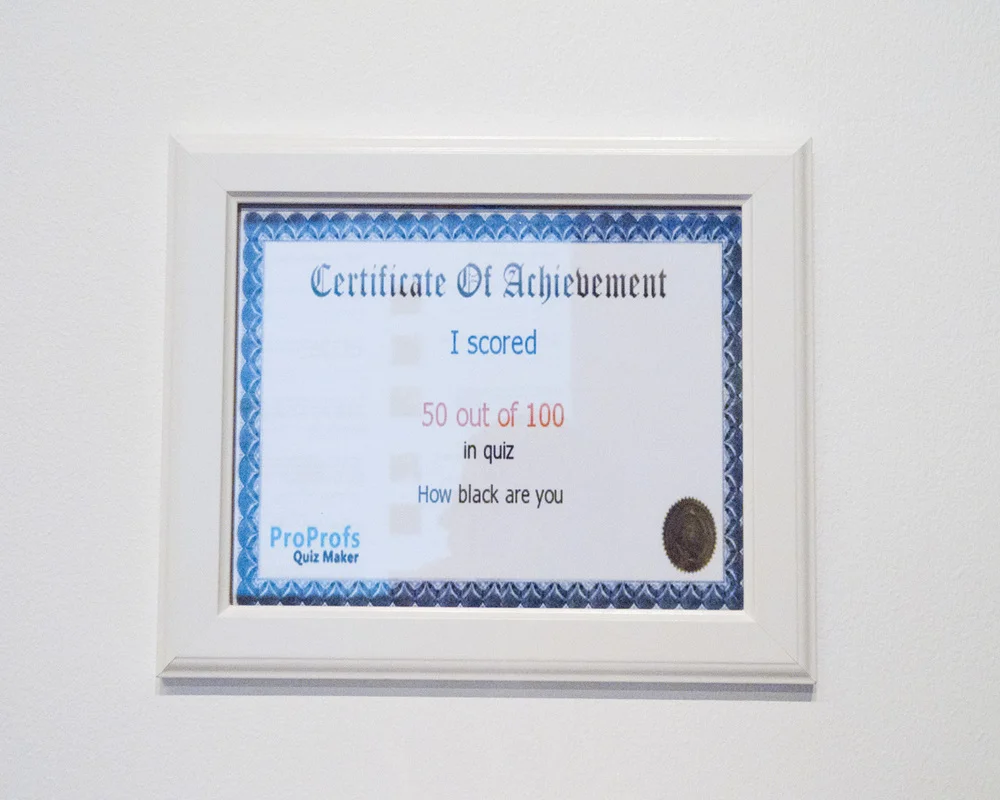 Certificate Of Achievement
I scored
50 out of 100
in quiz
How black are you
ProProfs
Quiz Maker